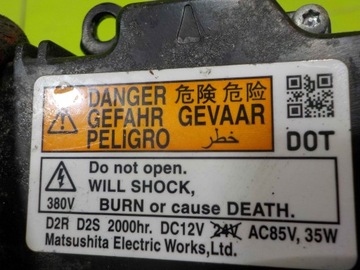 DANGER 危険 危险
GEFAHR GEVAAR
PELIGRO خطر
DOT
Do not open.
WILL SHOCK,
380V BURN or cause DEATH.
D2R D2S 2000hr. DC12V 24V AC85V, 35W
Matsushita Electric Works,Ltd.